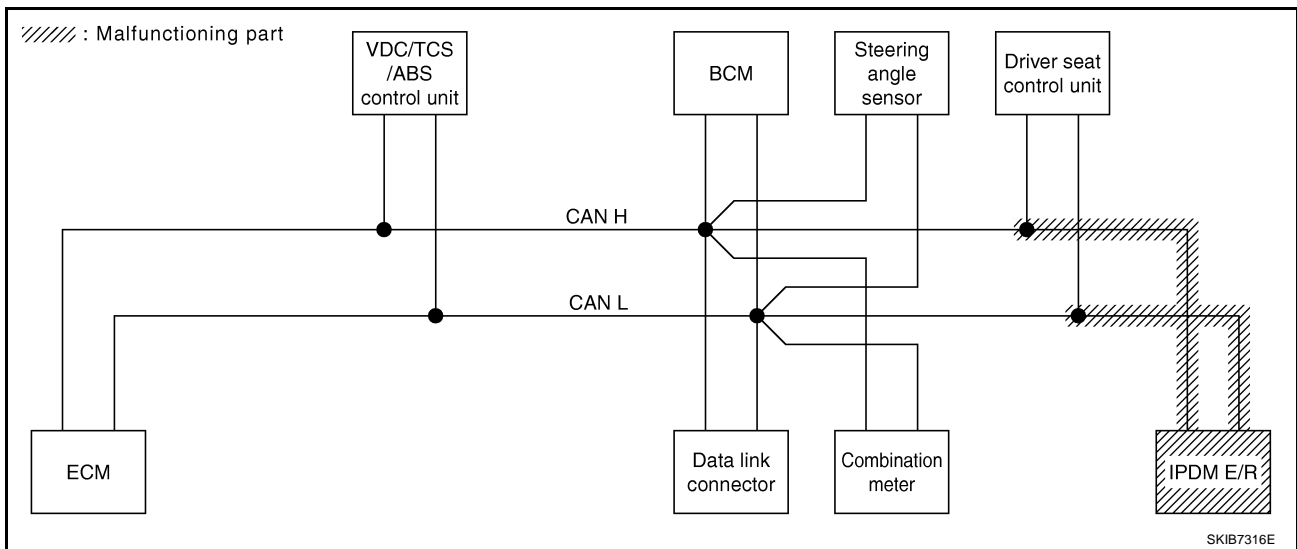 : Malfunctioning part
VDC/TCS
/ABS
control unit
BCM
Steering
angle
sensor
Driver seat
control unit
CAN H
CAN L
ECM
Data link
connector
Combination
meter
IPDM E/R
SKIB7316E